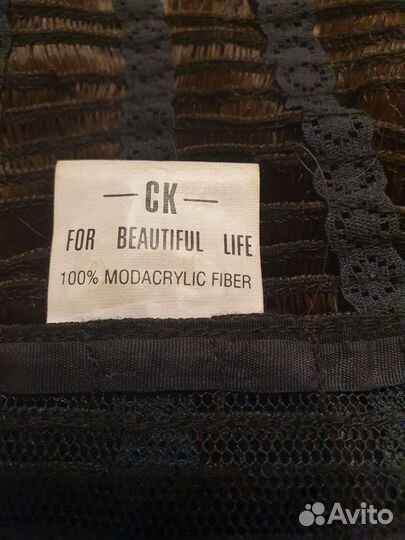 —CK—
FOR BEAUTIFUL LIFE
100% MODACRYLIC FIBER
Avito